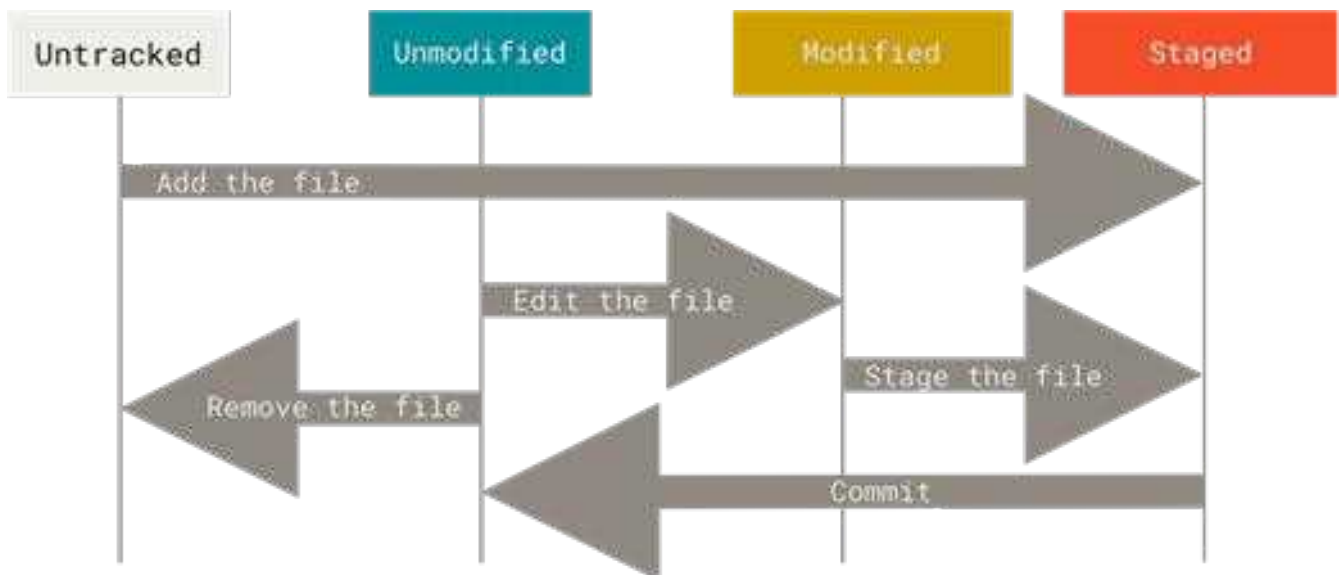 Untracked
Unmodified
Modified
Staged
Add the file
Edit the file
Stage the file
Remove the file
Commit